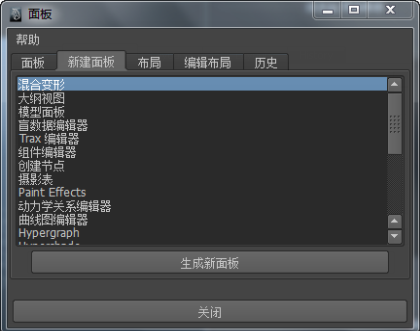 面板
帮助
面板 新建面板 布局 编辑布局 历史
混合变形
大纲视图
模型面板
盲数据编辑器
Trax 编辑器
组件编辑器
创建节点
摄影表
Paint Effects
动力学关系编辑器
曲线图编辑器
Hypergraph
Hypershade
生成新面板
关闭